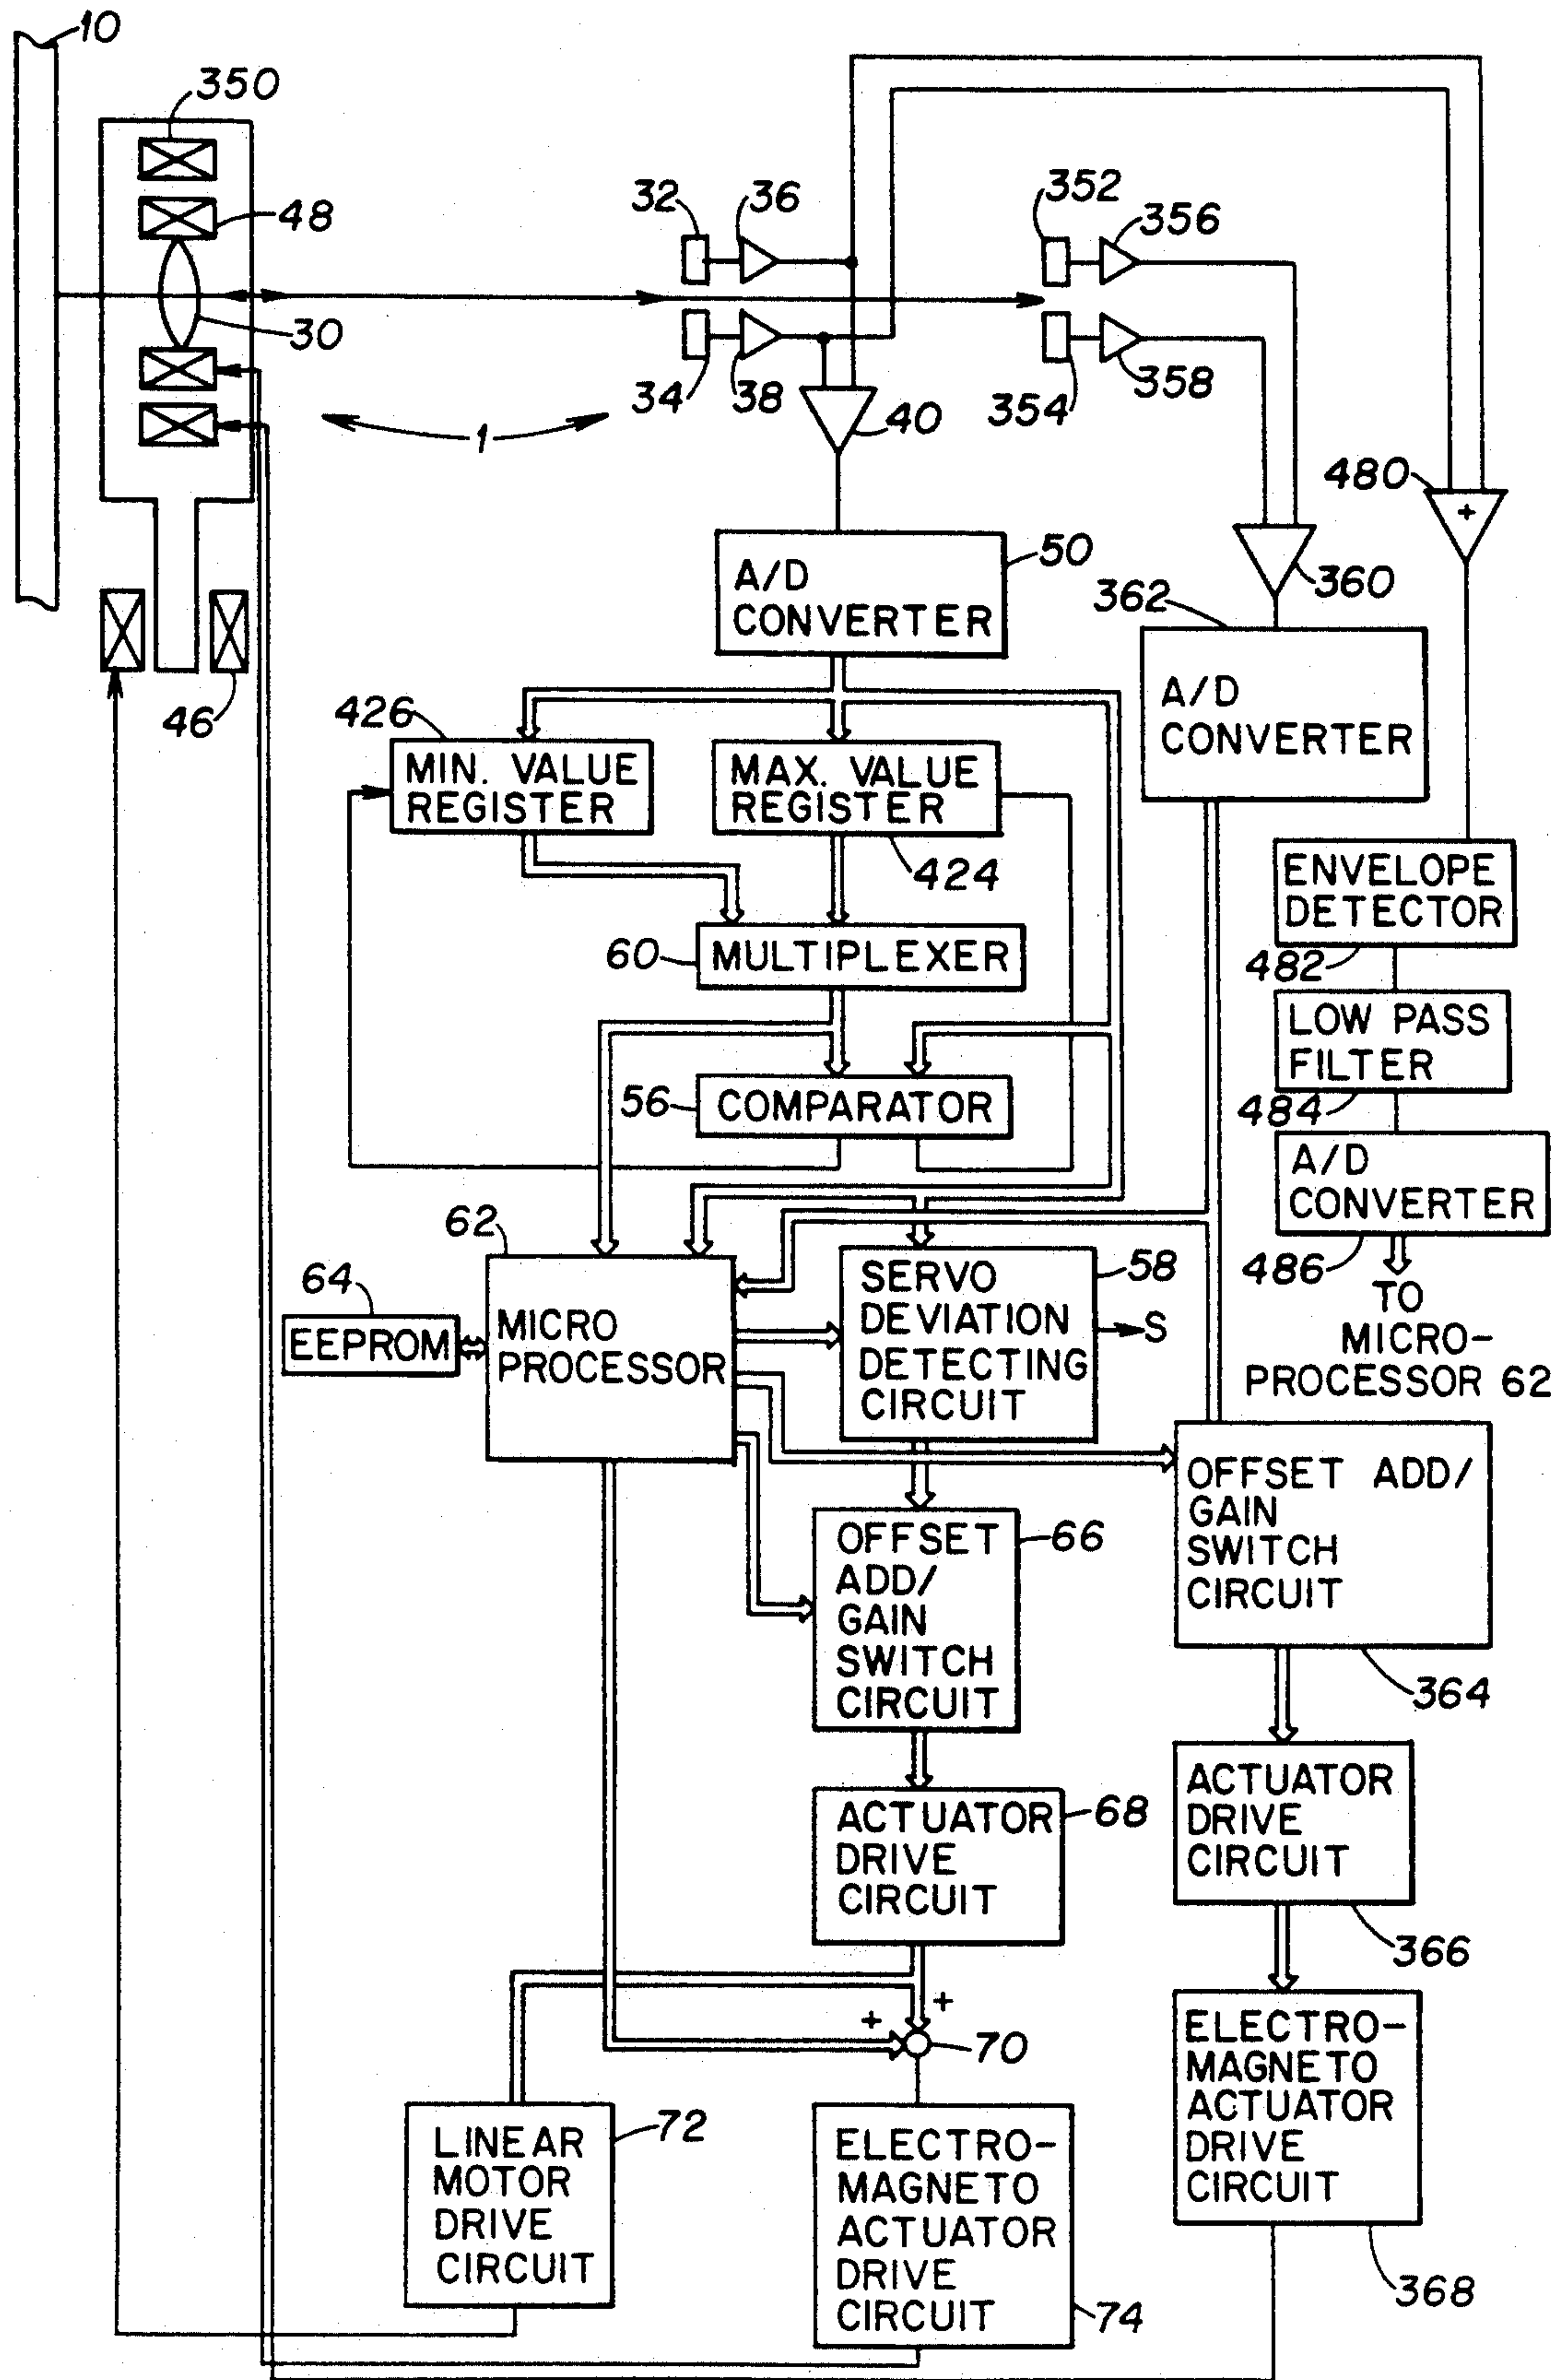 10
350
48
30
32
36
34
38
352
356
354
358
1
40
480
+
360
50
A/D
CONVERTER
362
A/D
CONVERTER
46
426
MIN. VALUE
REGISTER
MAX. VALUE
REGISTER
424
ENVELOPE
DETECTOR
482
60
MULTIPLEXER
LOW PASS
FILTER
484
56
COMPARATOR
A/D
CONVERTER
486
TO
MICRO-
PROCESSOR 62
62
MICRO
PROCESSOR
64
EEPROM
SERVO
DEVIATION
DETECTING
CIRCUIT
58
S
OFFSET
ADD/
GAIN
SWITCH
CIRCUIT
66
OFFSET ADD/
GAIN
SWITCH
CIRCUIT
364
ACTUATOR
DRIVE
CIRCUIT
68
ACTUATOR
DRIVE
CIRCUIT
366
+
+
70
LINEAR
MOTOR
DRIVE
CIRCUIT
72
ELECTRO-
MAGNETO
ACTUATOR
DRIVE
CIRCUIT
74
ELECTRO-
MAGNETO
ACTUATOR
DRIVE
CIRCUIT
368